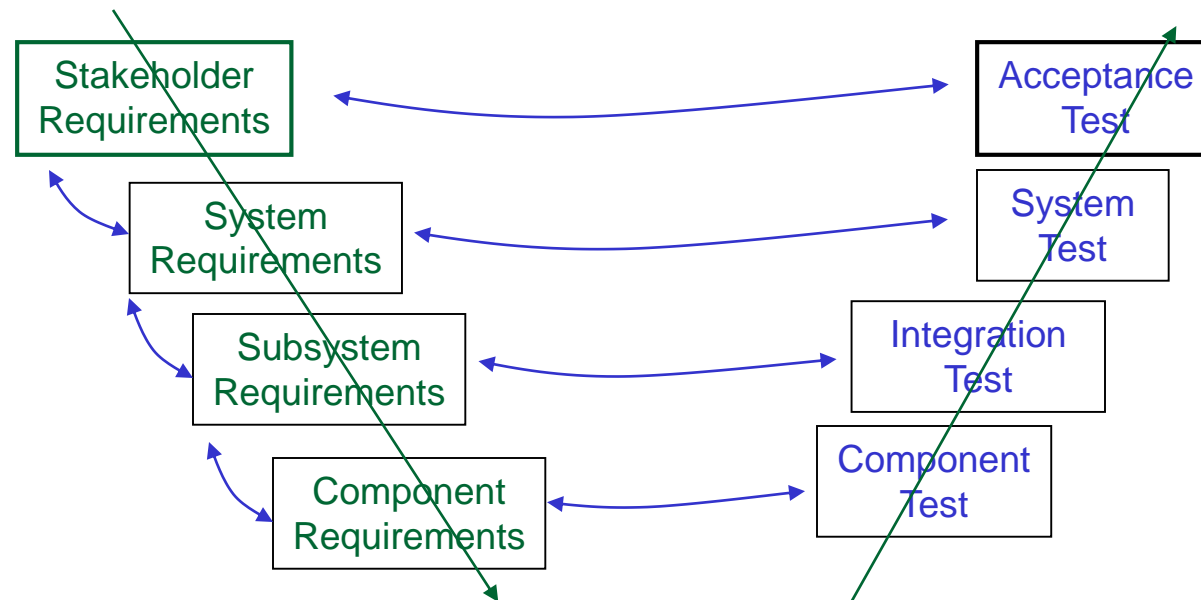 Stakeholder
Requirements
Acceptance
Test
System
Requirements
System
Test
Subsystem
Requirements
Integration
Test
Component
Requirements
Component
Test